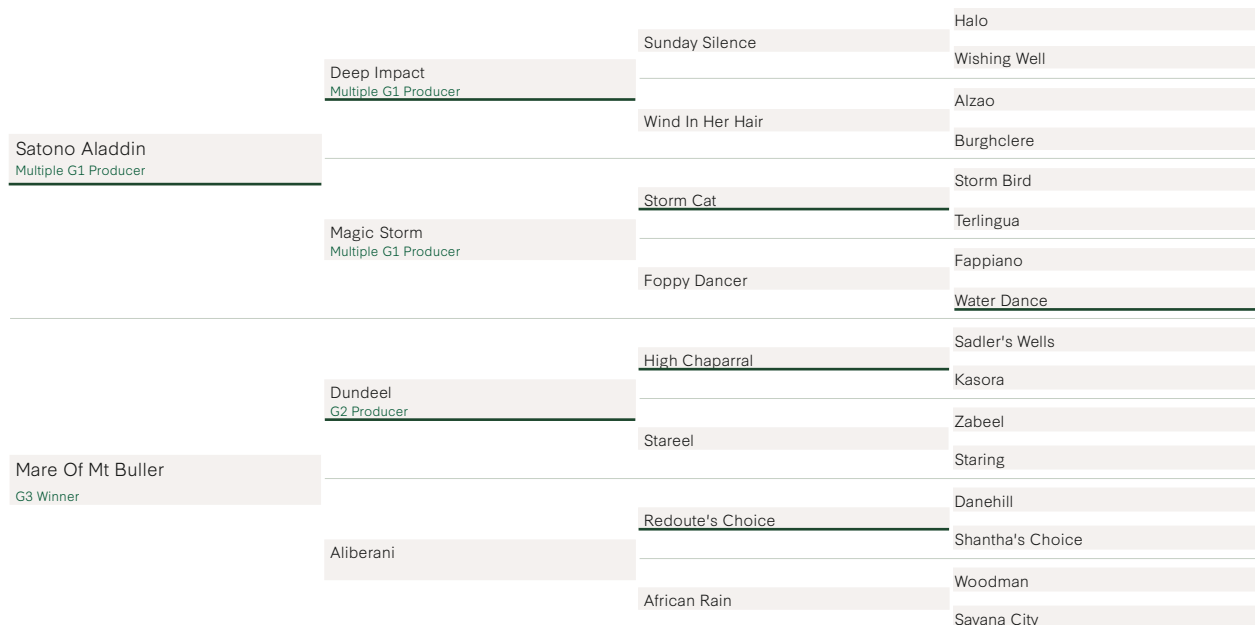 Halo
Sunday Silence
Wishing Well
Deep Impact
Multiple G1 Producer
Alzao
Wind In Her Hair
Burghclere
Satono Aladdin
Multiple G1 Producer
Storm Bird
Storm Cat
Terlingua
Magic Storm
Multiple G1 Producer
Fappiano
Foppy Dancer
Water Dance
Sadler's Wells
High Chaparral
Kasora
Dundeel
G2 Producer
Zabeel
Stareel
Staring
Mare Of Mt Buller
G3 Winner
Danehill
Redoute's Choice
Shantha's Choice
Aliberani
Woodman
African Rain
Savana City